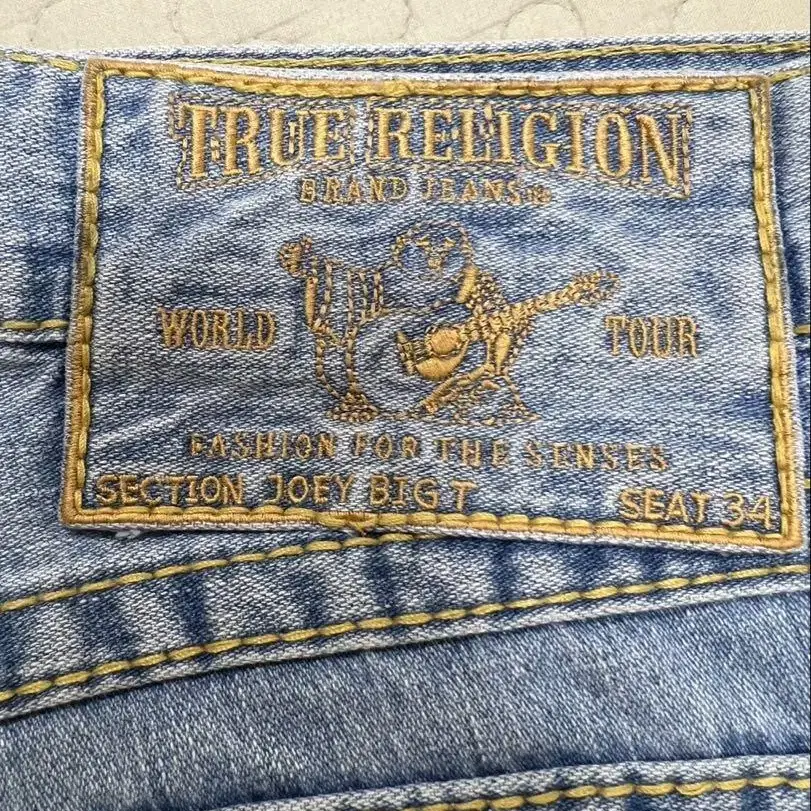 TRUE RELIGION
BRAND JEANS®
WORLD TOUR
FASHION FOR THE SENSES
SECTION JOEY BIG T SEAT 34